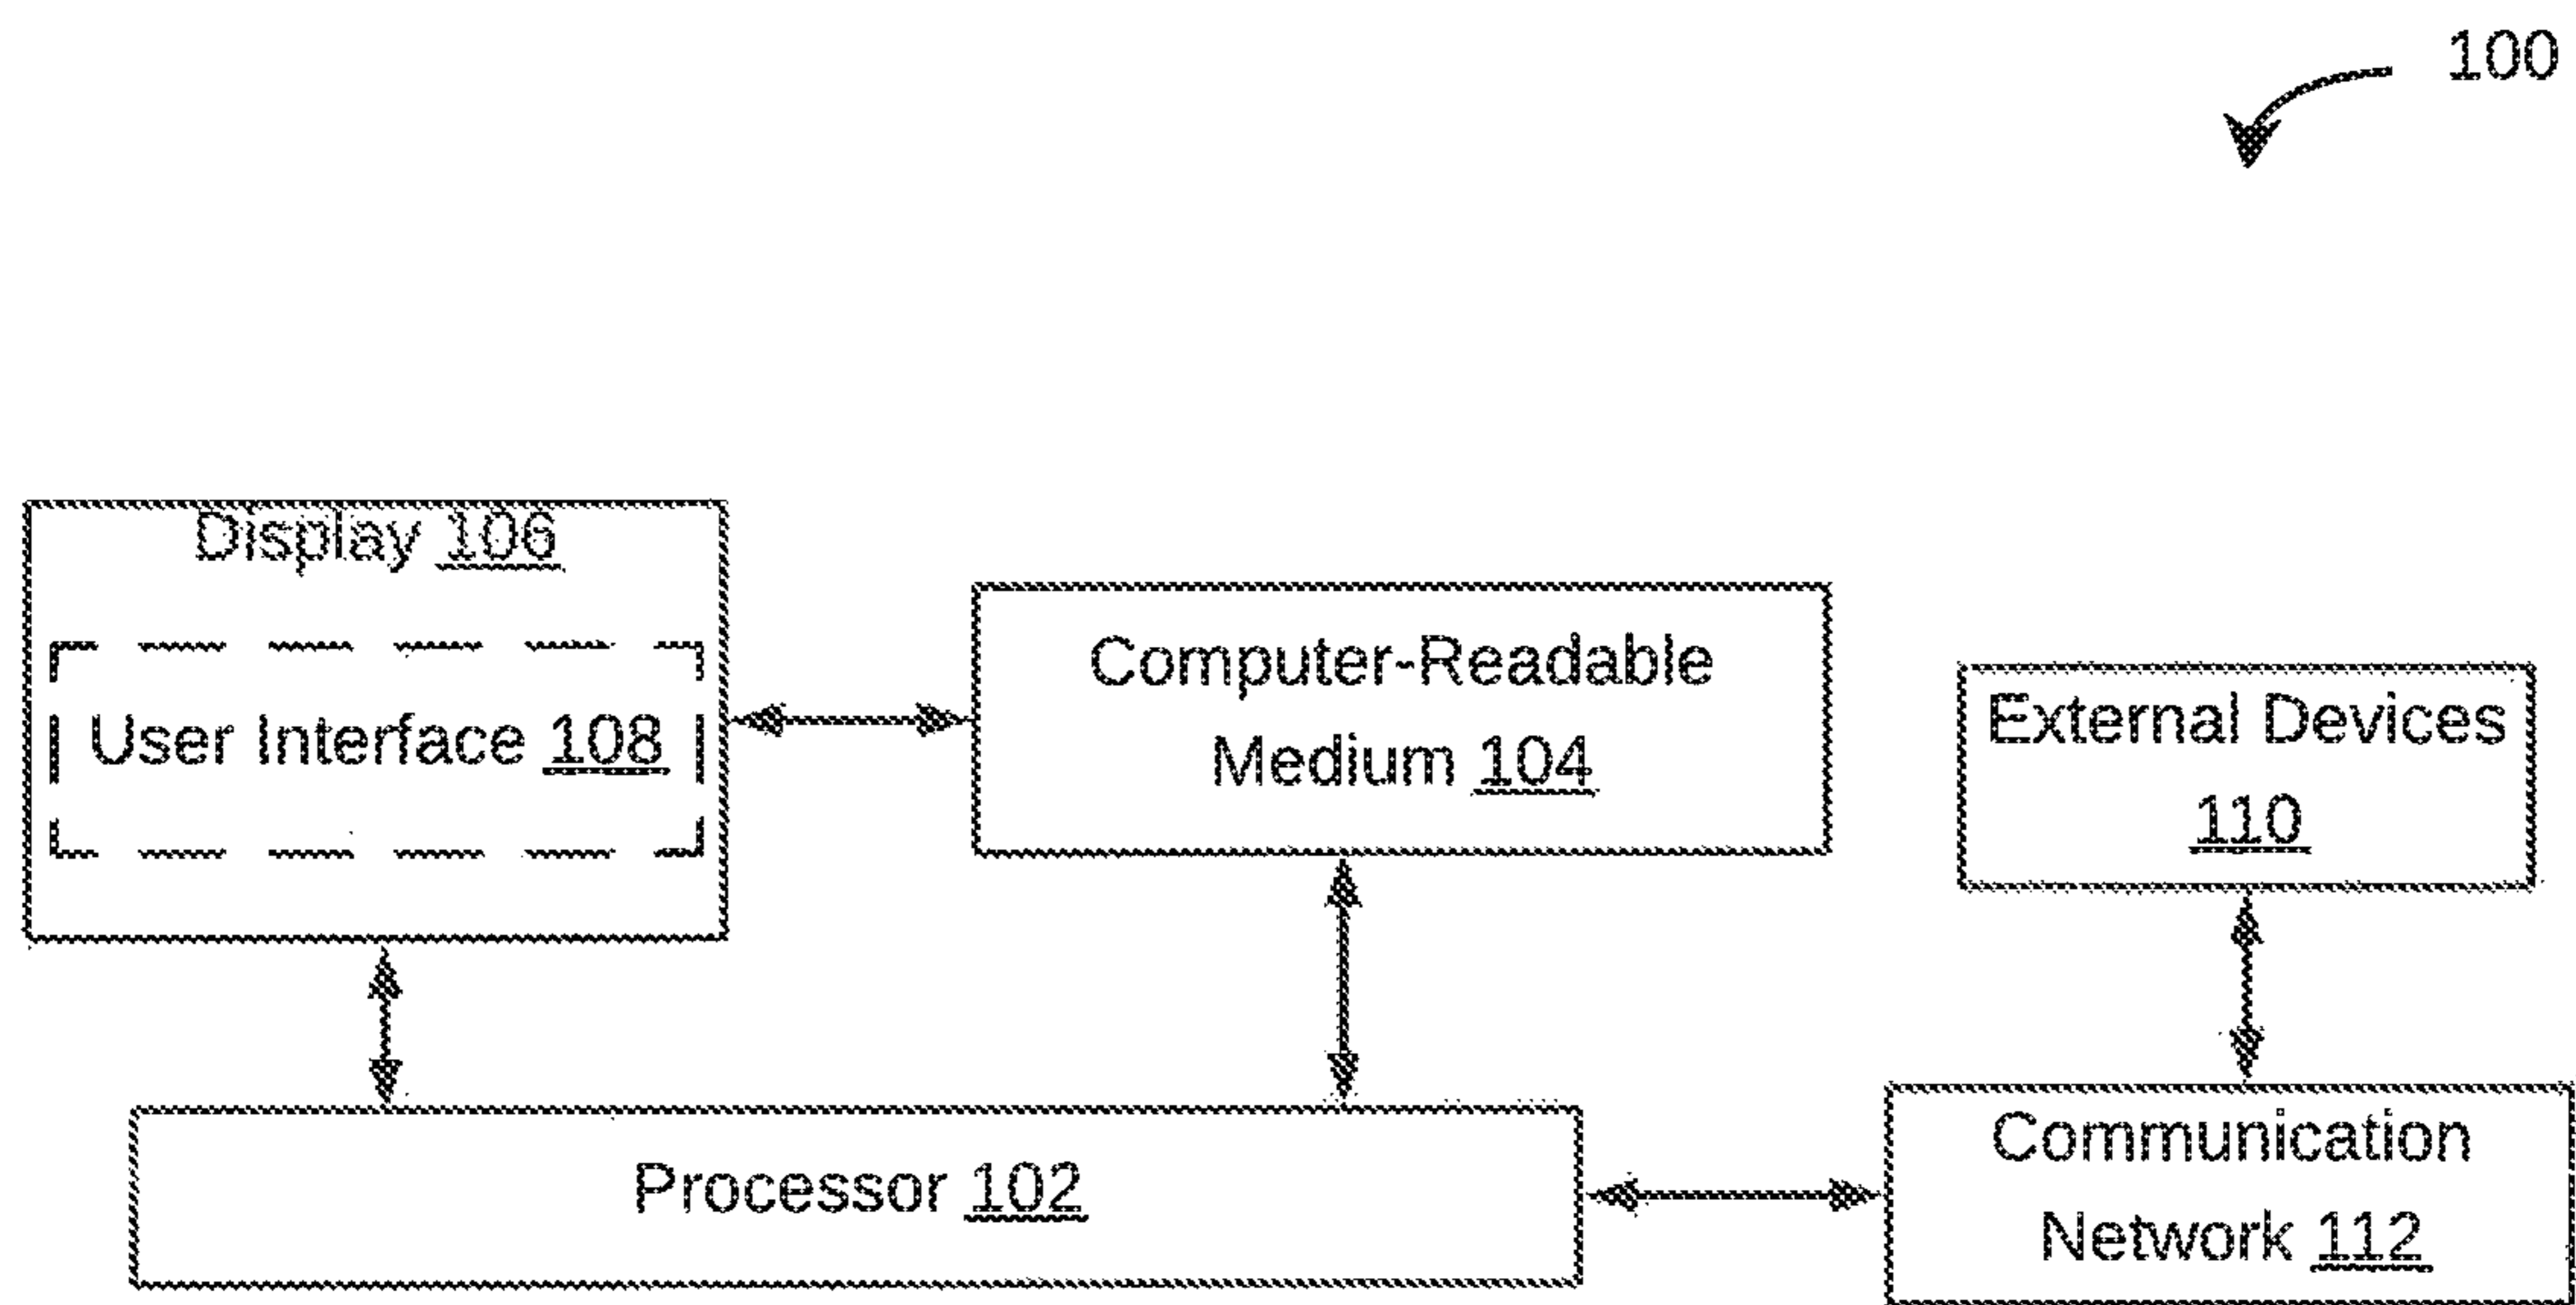 100
Display 106
User Interface 108
Computer-Readable
Medium 104
External Devices
110
Processor 102
Communication
Network 112